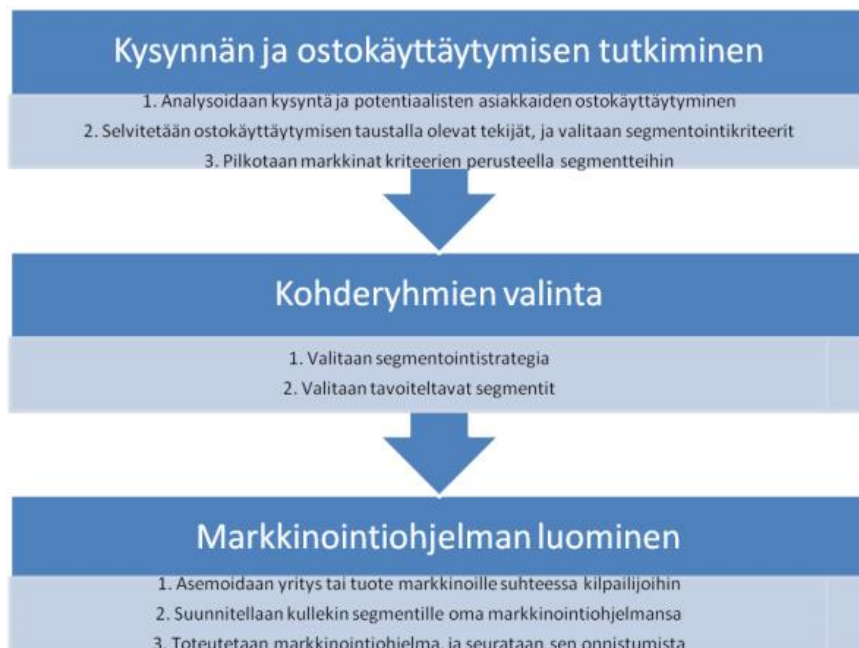 Kysynnän ja ostokäyttäytymisen tutkiminen
1. Analysoidaan kysyntä ja potentiaalisten asiakkaiden ostokäyttäytyminen
2. Selvitetään ostokäyttäytymisen taustalla olevat tekijät, ja valitaan segmentointikriteerit
3. Pilkotaan markkinat kriteerien perusteella segmentteihin
Kohderyhmien valinta
1. Valitaan segmentointistrategia
2. Valitaan tavoiteltavat segmentit
Markkinointiohjelman luominen
1. Asemoidaan yritys tai tuote markkinoille suhteessa kilpailijoihin
2. Suunnitellaan kullekin segmentille oma markkinointiohjelmansa
3. Toteutetaan markkinointiohjelma, ja seurataan sen onnistumista